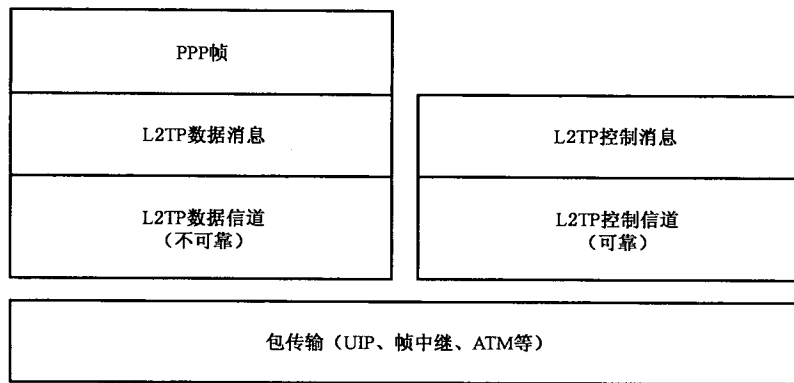 PPP帧
L2TP数据消息
L2TP控制消息
L2TP数据信道
（不可靠）
L2TP控制信道
（可靠）
包传输（UIP、帧中继、ATM等）